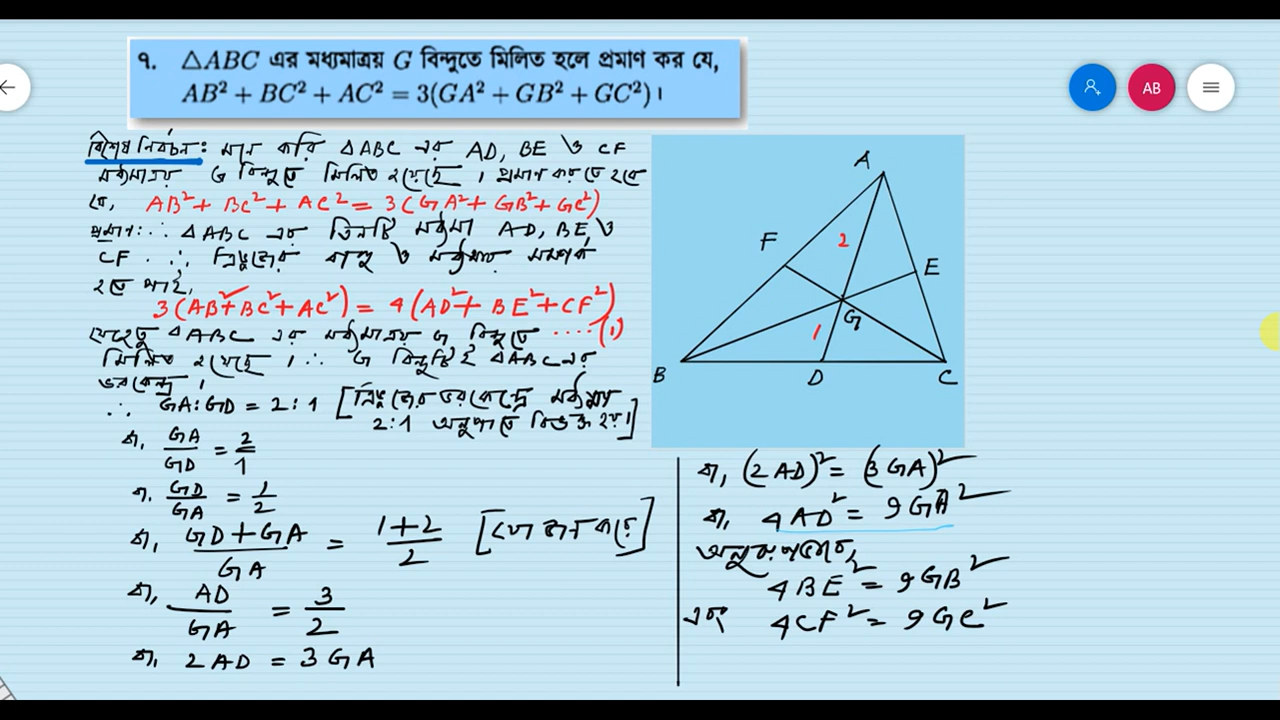 ৭. △ABC এর মধ্যমাত্রয় G বিন্দুতে মিলিত হলে প্রমাণ কর যে,
AB² + BC² + AC² = 3(GA² + GB² + GC²)।
AB
বিশেষ নির্বচন: মনে করি △ABC এর AD, BE ও CF
মধ্যমাত্রয় G বিন্দুতে মিলিত হয়েছে। প্রমাণ করতে হবে
যে, AB² + BC² + AC² = 3(GA² + GB² + GC²)
প্রমাণ: ∴ △ABC এর তিনটি মধ্যমা AD, BE, ও
CF. ∴ ত্রিভুজের বাহু ও মধ্যমার সম্পর্ক
হতে পাই,
3(AB² + BC² + AC²) = 4(AD² + BE² + CF²)
.... (1)
যেহেতু △ABC এর মধ্যমাত্রয় G বিন্দুতে
মিলিত হয়েছে। ∴ G বিন্দুটিই △ABC এর
ভরকেন্দ্র।
∴ GA:GD = 2:1 [ত্রিভুজের ভরকেন্দ্রে মধ্যমাত্রয়
2:1 অনুপাতে বিভক্ত হয়।]
বা, GA/GD = 2/1
বা, GD/GA = 1/2
বা, (GD+GA)/GA = (1+2)/2 [যোজন করে]
বা, AD/GA = 3/2
বা, 2AD = 3GA
A
F
2
E
G
1
B
D
C
বা, (2AD)² = (3GA)²
বা, 4AD² = 9GA²
অনুরূপভাবে,
4BE² = 9GB²
এবং 4CF² = 9GC²